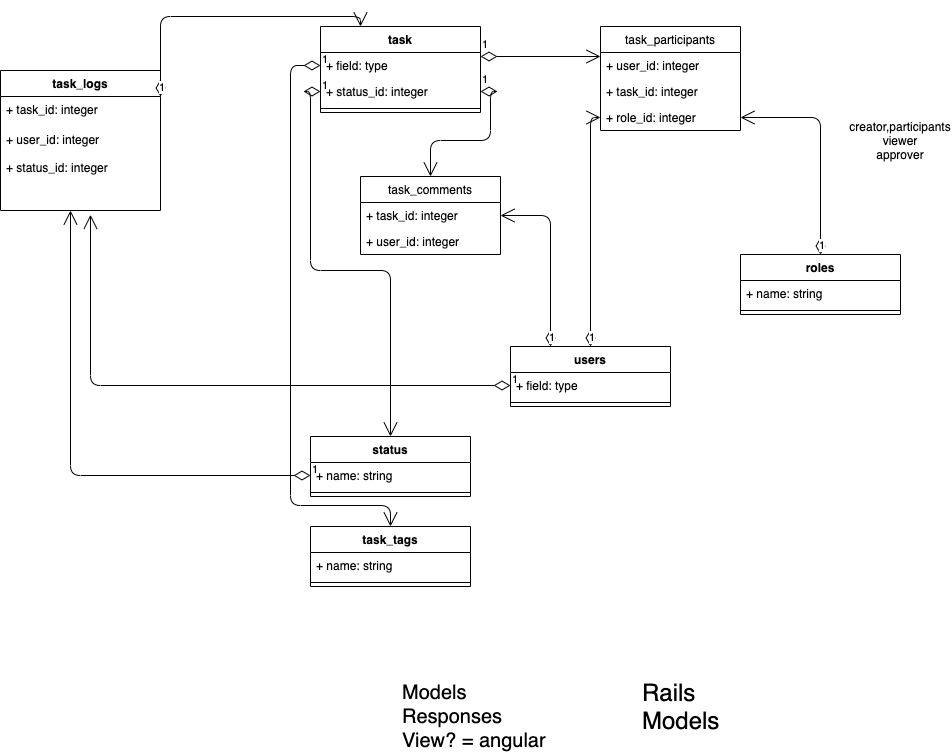 task_logs
+ task_id: integer
+ user_id: integer
+ status_id: integer
1
task
1
+ field: type
1
+ status_id: integer
1
1
task_participants
+ user_id: integer
+ task_id: integer
+ role_id: integer
creator,participants
viewer
approver
task_comments
+ task_id: integer
+ user_id: integer
1
roles
+ name: string
1
1
users
1
+ field: type
status
1
+ name: string
task_tags
+ name: string
Models
Responses
View? = angular
Rails
Models